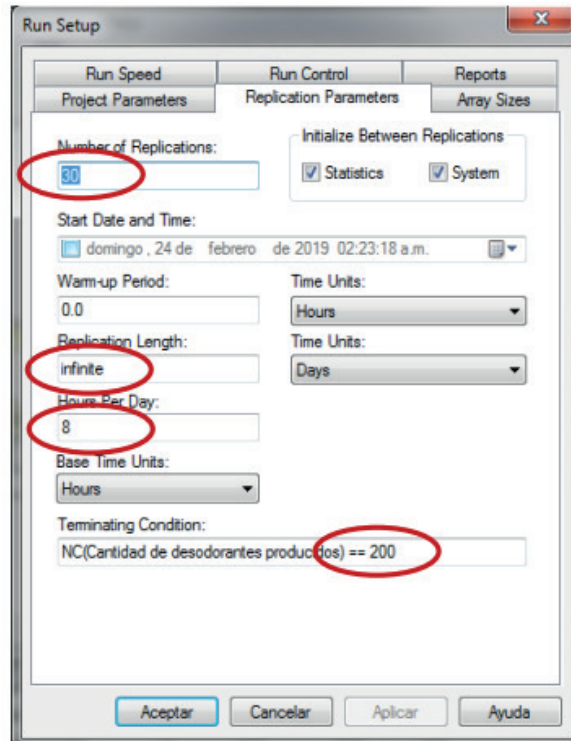 Run Setup
Run Speed Run Control Reports
Project Parameters Replication Parameters Array Sizes
Number of Replications:
30
Initialize Between Replications
Statistics System
Start Date and Time:
domingo , 24 de febrero de 2019 02:23:18 a.m.
Warm-up Period: Time Units:
0.0 Hours
Replication Length: Time Units:
infinite Days
Hours Per Day:
8
Base Time Units:
Hours
Terminating Condition:
NC(Cantidad de desodorantes producidos) == 200
Aceptar Cancelar Aplicar Ayuda